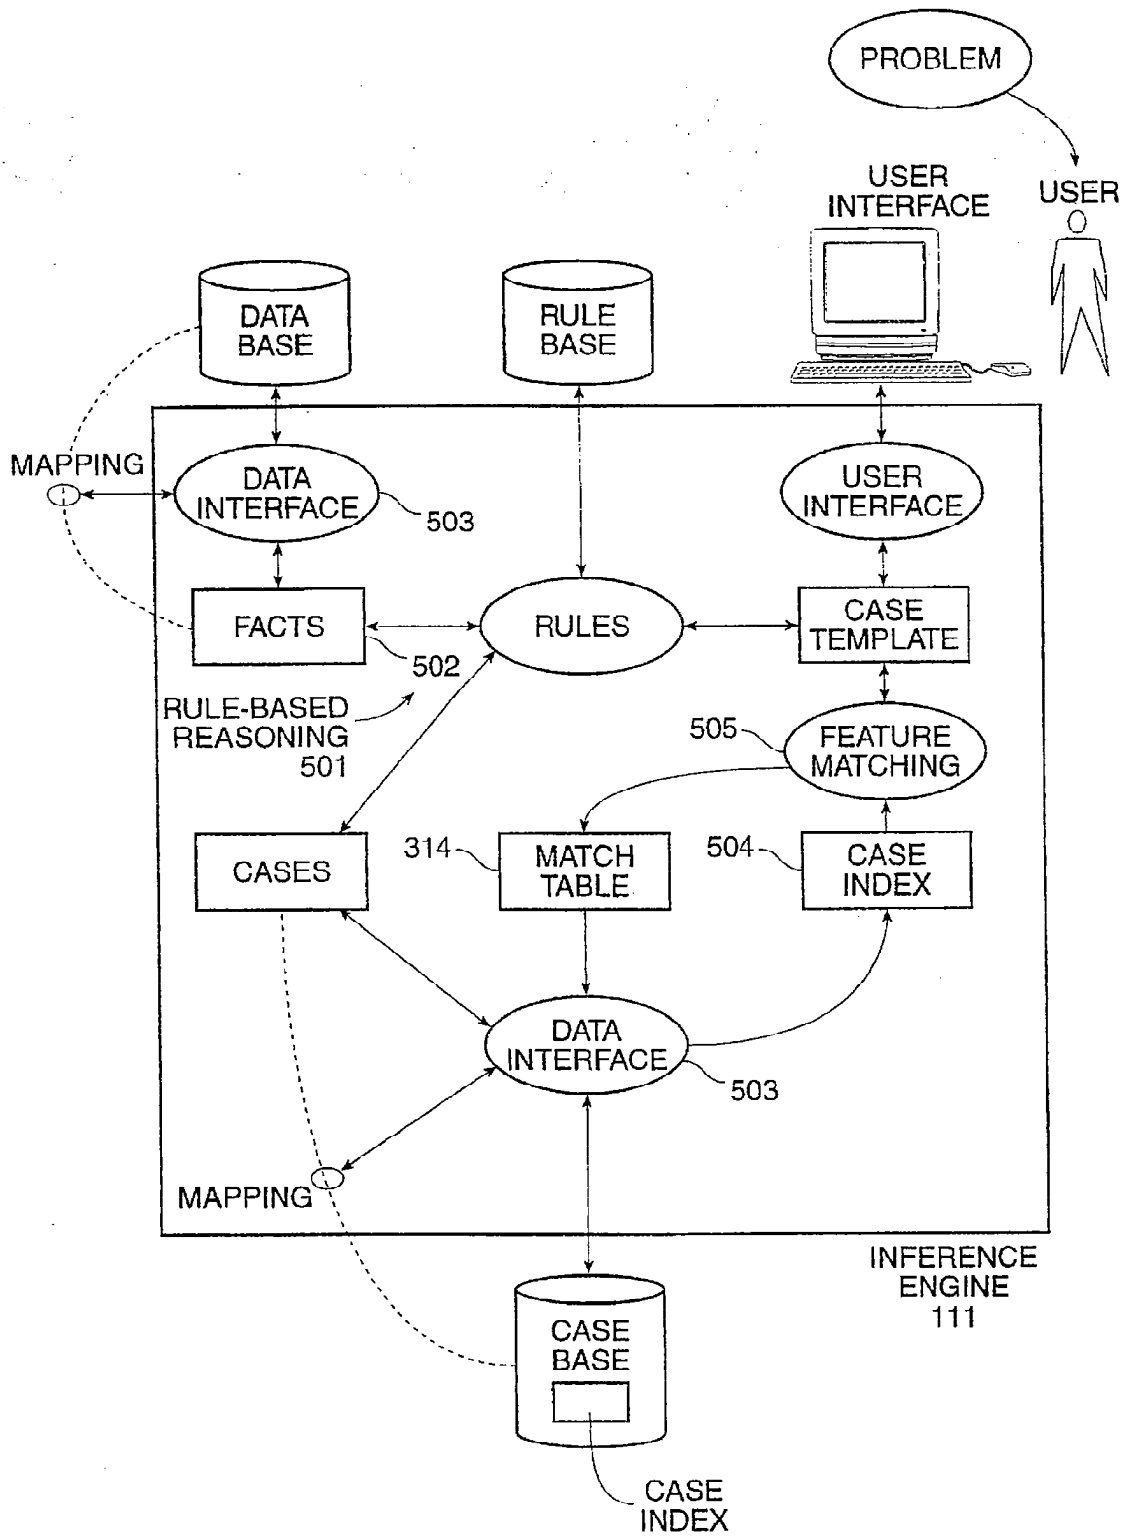 PROBLEM
USER
INTERFACE
USER
DATA
BASE
RULE
BASE
MAPPING
DATA
INTERFACE
503
USER
INTERFACE
FACTS
502
RULES
CASE
TEMPLATE
RULE-BASED
REASONING
501
505
FEATURE
MATCHING
CASES
314
MATCH
TABLE
504
CASE
INDEX
DATA
INTERFACE
503
MAPPING
INFERENCE
ENGINE
111
CASE
BASE
CASE
INDEX